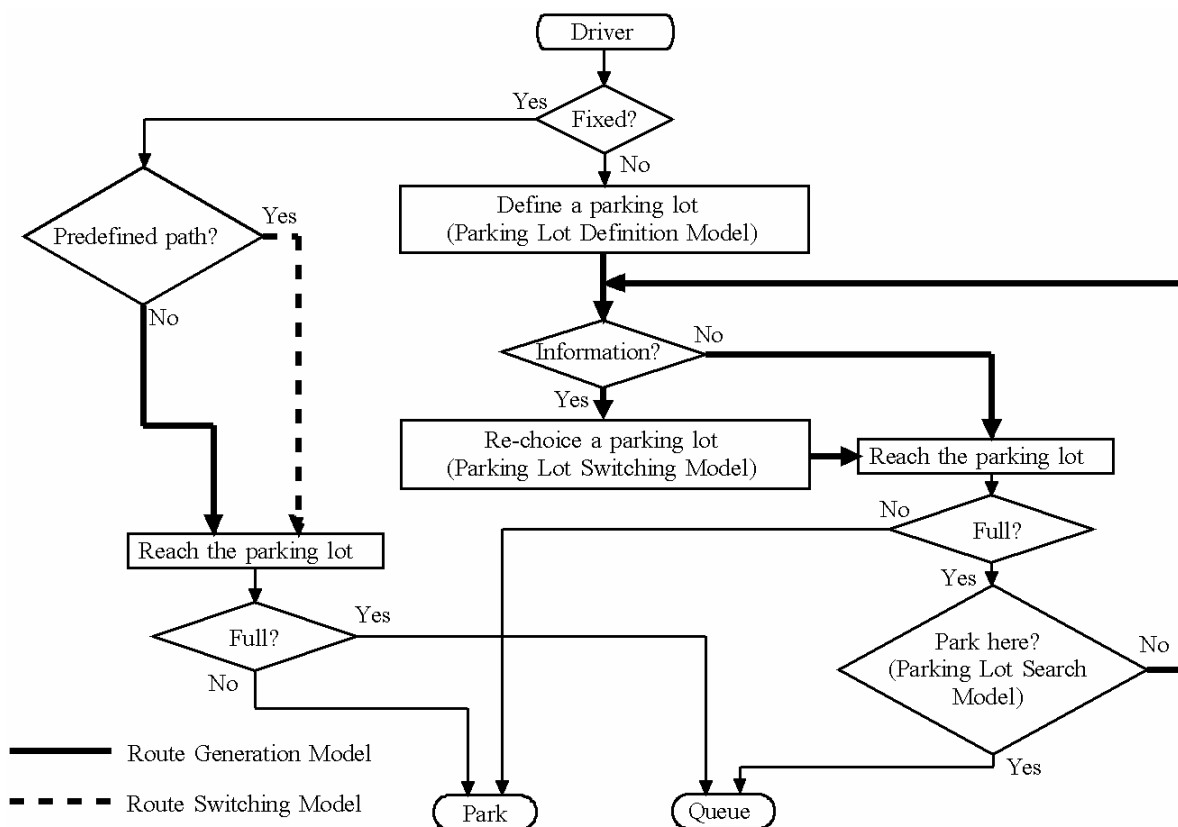 Driver
Yes
Fixed?
No
Define a parking lot
(Parking Lot Definition Model)
Predefined path?
Yes
No
Information?
No
Yes
Re-choice a parking lot
(Parking Lot Switching Model)
Reach the parking lot
No
Full?
Yes
Reach the parking lot
Full?
Yes
No
Park here?
(Parking Lot Search
Model)
No
Yes
Route Generation Model
Route Switching Model
Park
Queue